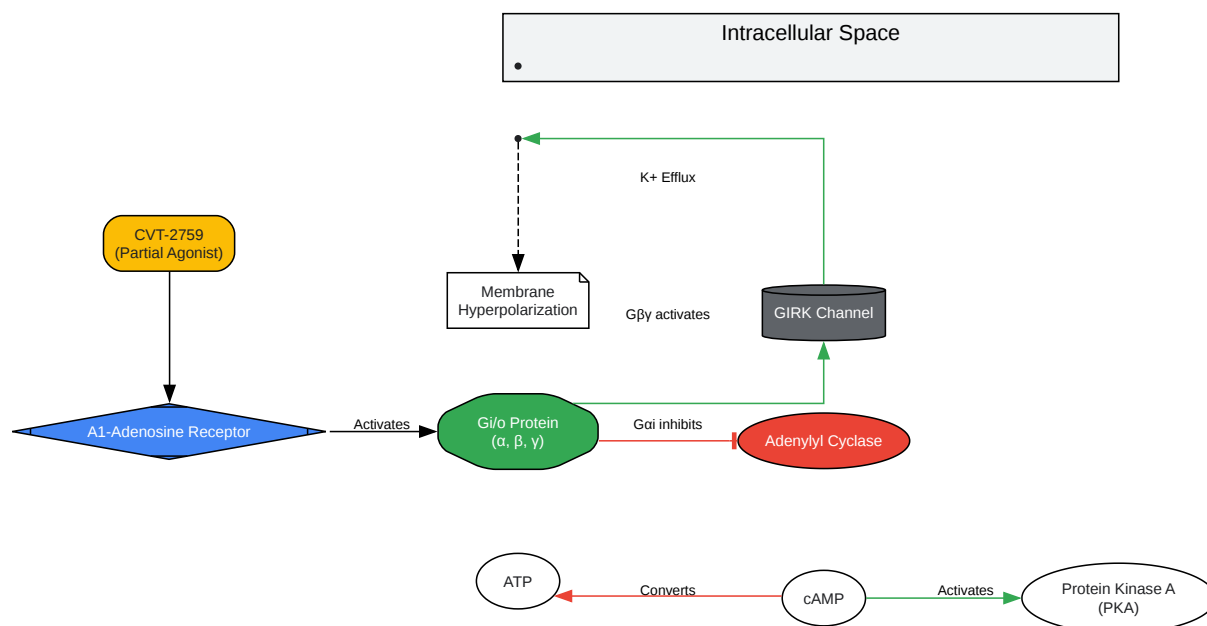 Intracellular Space
K+ Efflux
CVT-2759
(Partial Agonist)
Membrane
Hyperpolarization
Gβγ activates
GIRK Channel
A1-Adenosine Receptor
Activates
Gi/o Protein
(α, β, γ)
Gαi inhibits
Adenylyl Cyclase
ATP
Converts
cAMP
Activates
Protein Kinase A
(PKA)